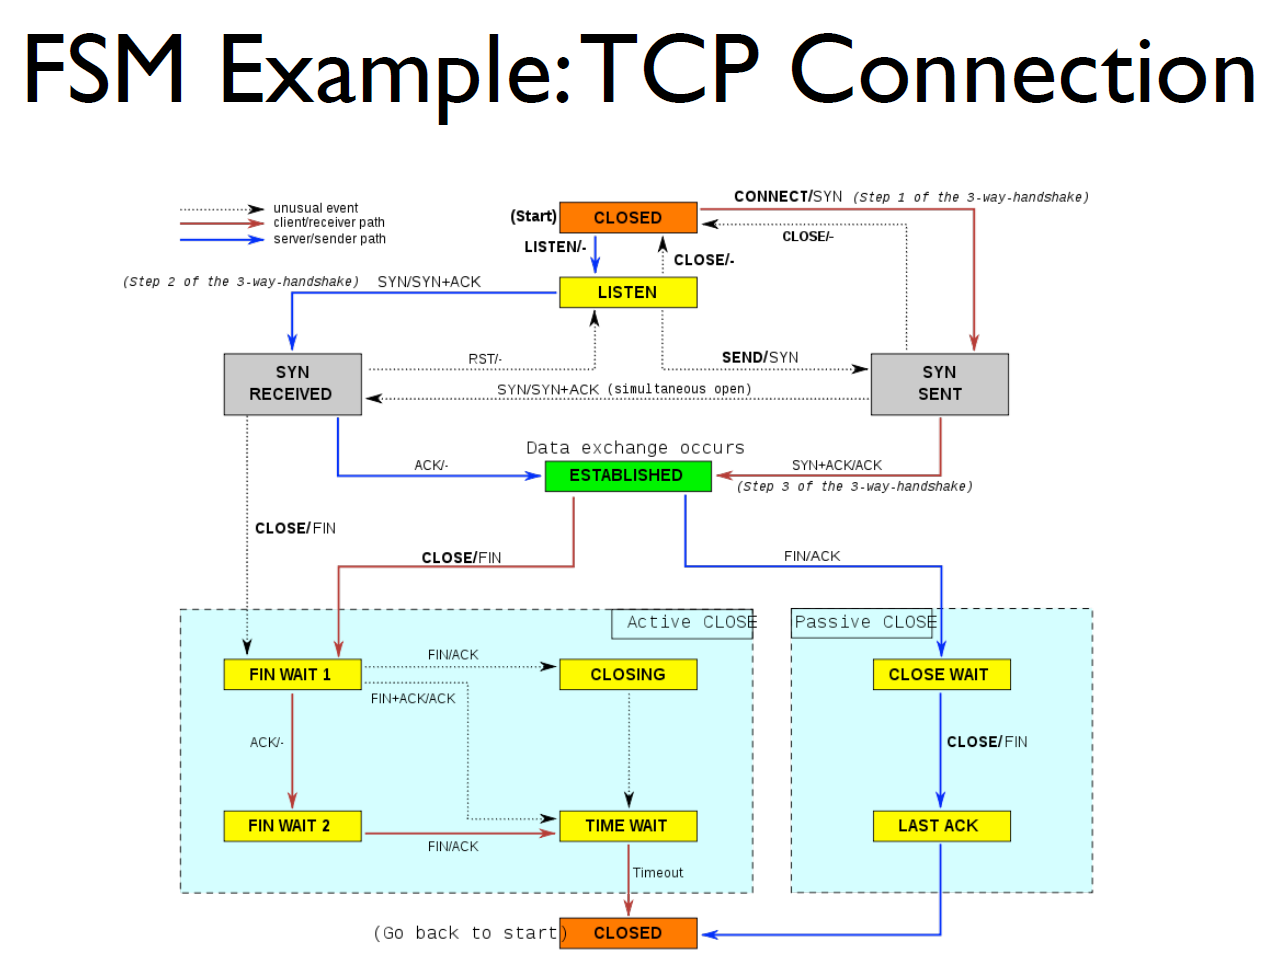 FSM Example: TCP Connection
unusual event
client/receiver path
server/sender path
(Start)
CLOSED
CONNECT/SYN (Step 1 of the 3-way-handshake)
CLOSE/-
LISTEN/-
CLOSE/-
(Step 2 of the 3-way-handshake) SYN/SYN+ACK
LISTEN
RST/-
SEND/SYN
SYN
RECEIVED
SYN
SENT
SYN/SYN+ACK (simultaneous open)
Data exchange occurs
ACK/-
ESTABLISHED
SYN+ACK/ACK
(Step 3 of the 3-way-handshake)
CLOSE/FIN
CLOSE/FIN
FIN/ACK
Active CLOSE
Passive CLOSE
FIN WAIT 1
FIN/ACK
CLOSING
CLOSE WAIT
FIN+ACK/ACK
ACK/-
CLOSE/FIN
FIN WAIT 2
TIME WAIT
LAST ACK
FIN/ACK
Timeout
(Go back to start)
CLOSED